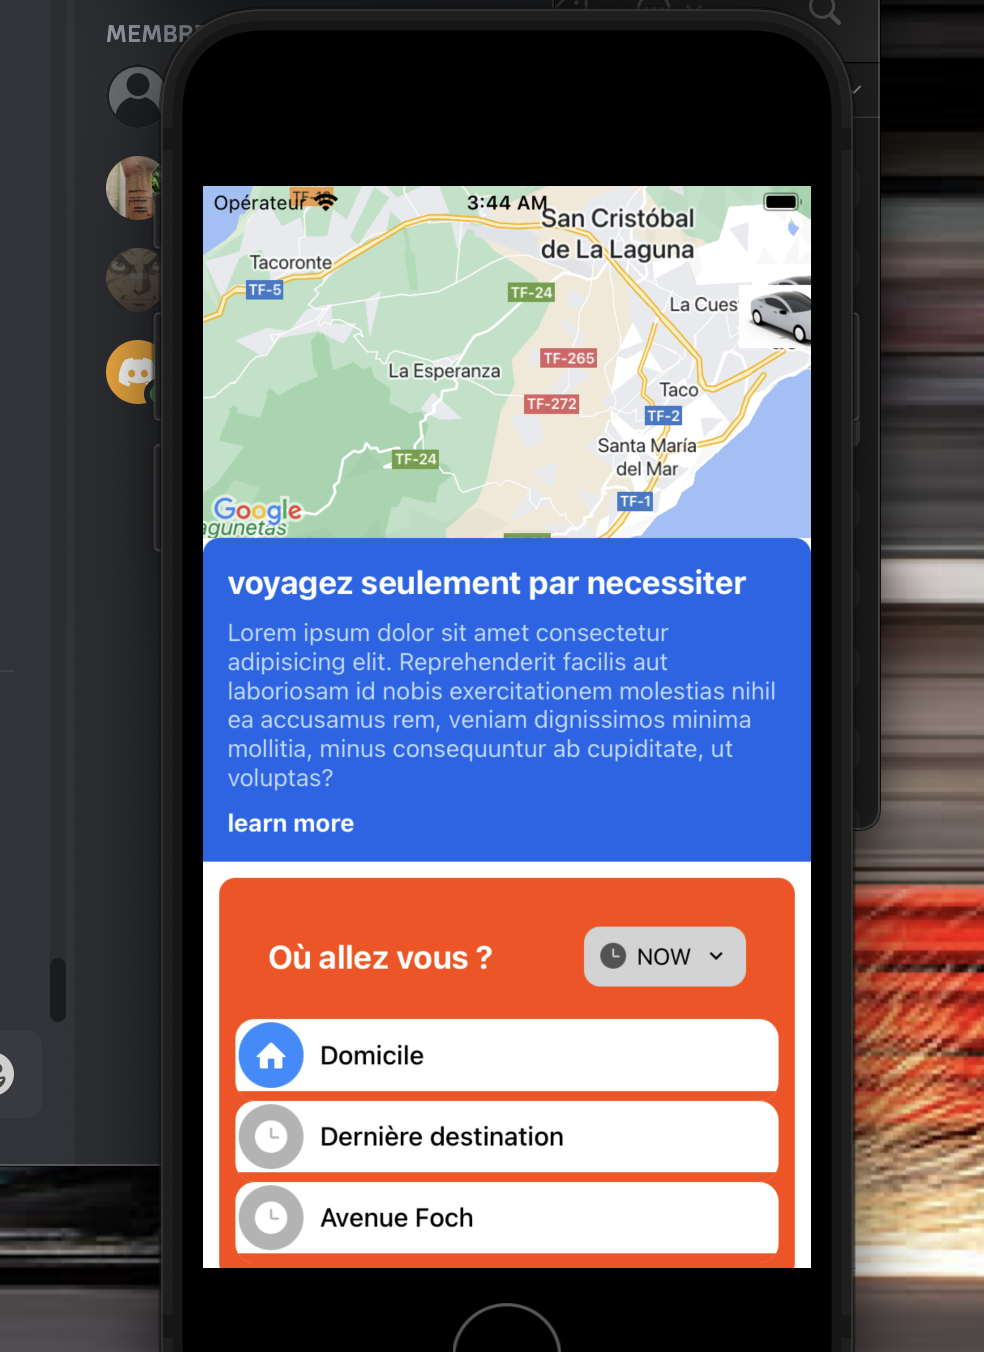 MEMBR
Opérateur
TF-
3:44 AM
San Cristóbal
de La Laguna
Tacoronte
TF-5
TF-24
La Cues
TF-265
La Esperanza
Taco
TF-272
TF-2
Santa María
del Mar
TF-24
TF-1
Google
agunetas
voyagez seulement par necessiter
Lorem ipsum dolor sit amet consectetur
adipisicing elit. Reprehenderit facilis aut
laboriosam id nobis exercitationem molestias nihil
ea accusamus rem, veniam dignissimos minima
mollitia, minus consequuntur ab cupiditate, ut
voluptas?
learn more
Où allez vous ?
NOW
Domicile
Dernière destination
Avenue Foch